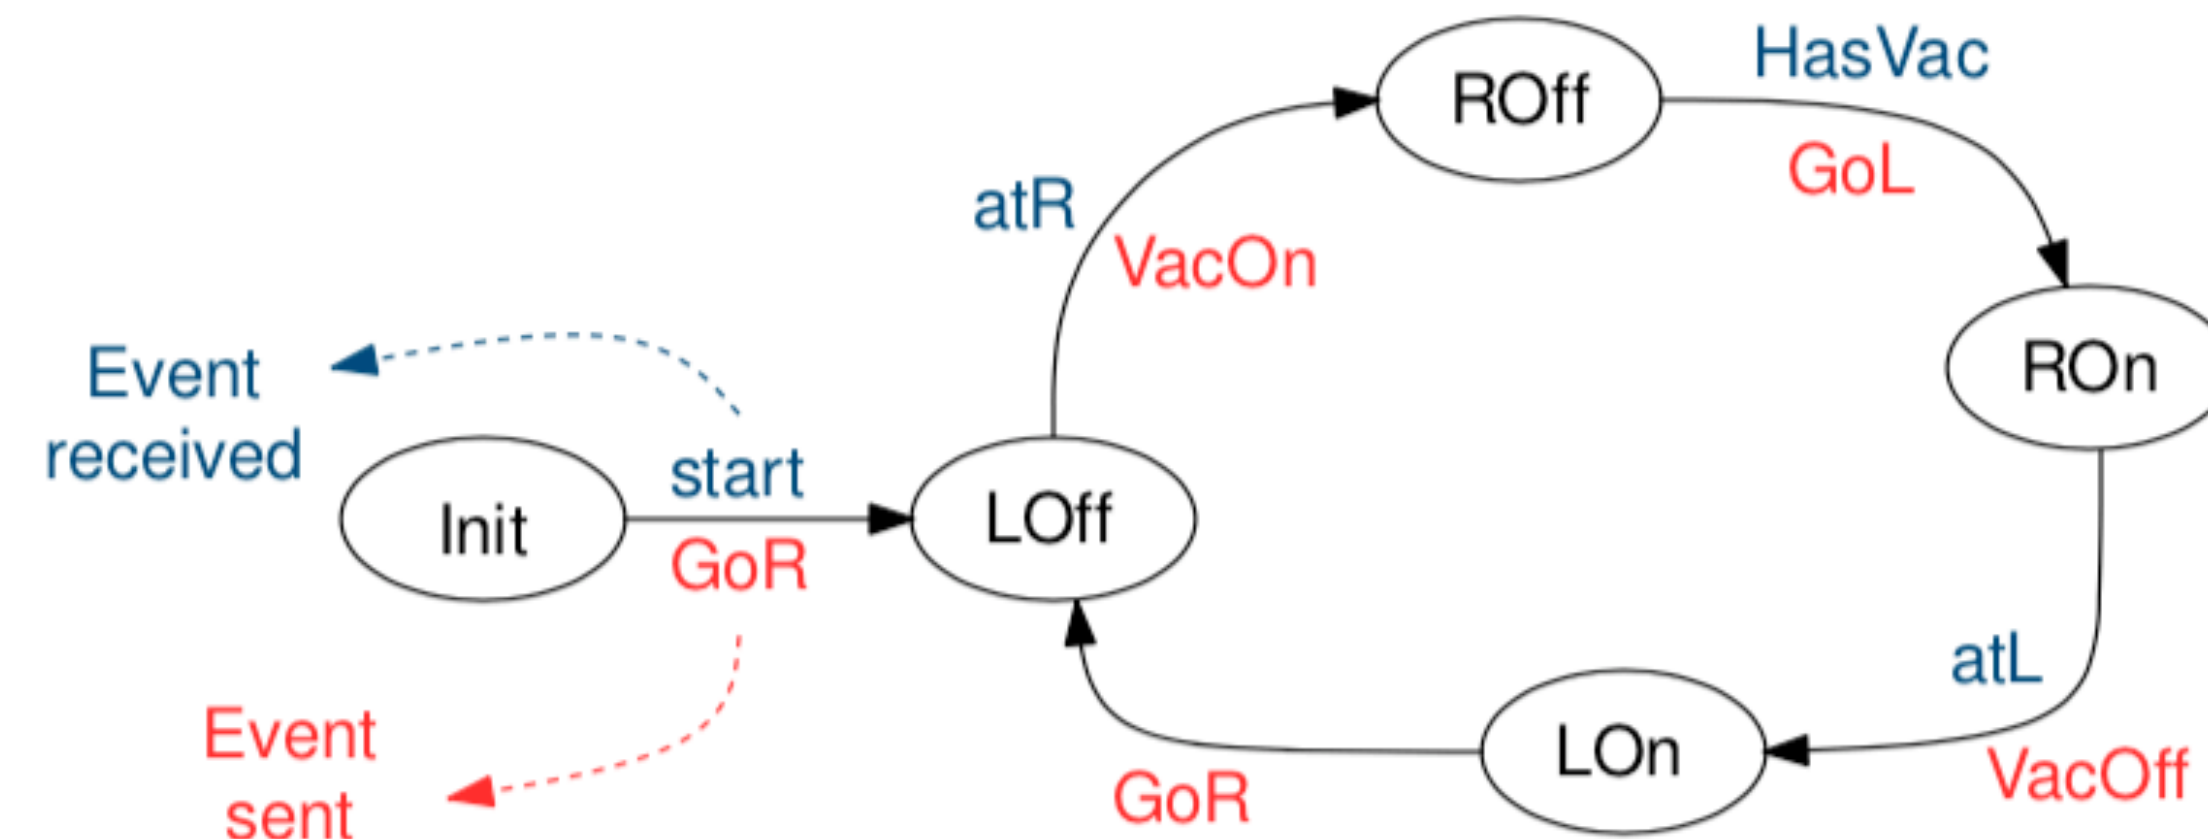 HasVac
ROff
GoL
atR
VacOn
Event
received
ROn
start
Init
LOff
GoR
atL
Event
sent
LOn
GoR
VacOff